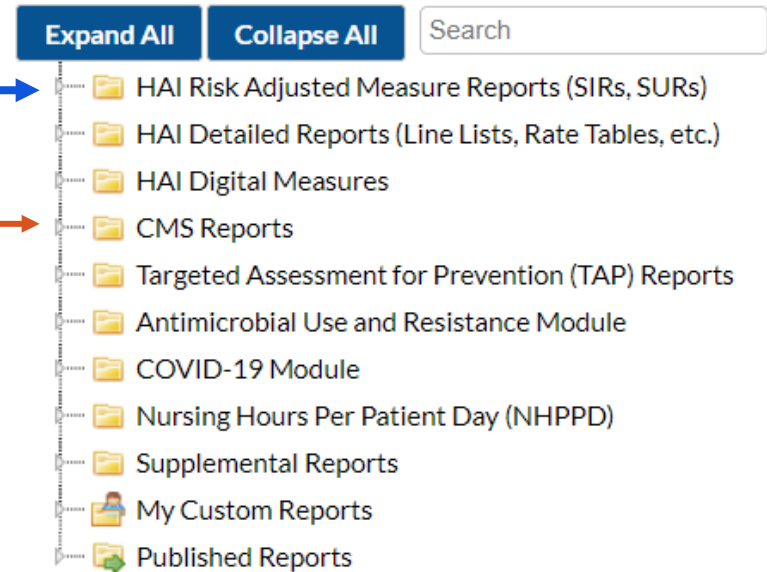 Expand All Collapse All Search
HAI Risk Adjusted Measure Reports (SIRs, SURs)
HAI Detailed Reports (Line Lists, Rate Tables, etc.)
HAI Digital Measures
CMS Reports
Targeted Assessment for Prevention (TAP) Reports
Antimicrobial Use and Resistance Module
COVID-19 Module
Nursing Hours Per Patient Day (NHPPD)
Supplemental Reports
My Custom Reports
Published Reports